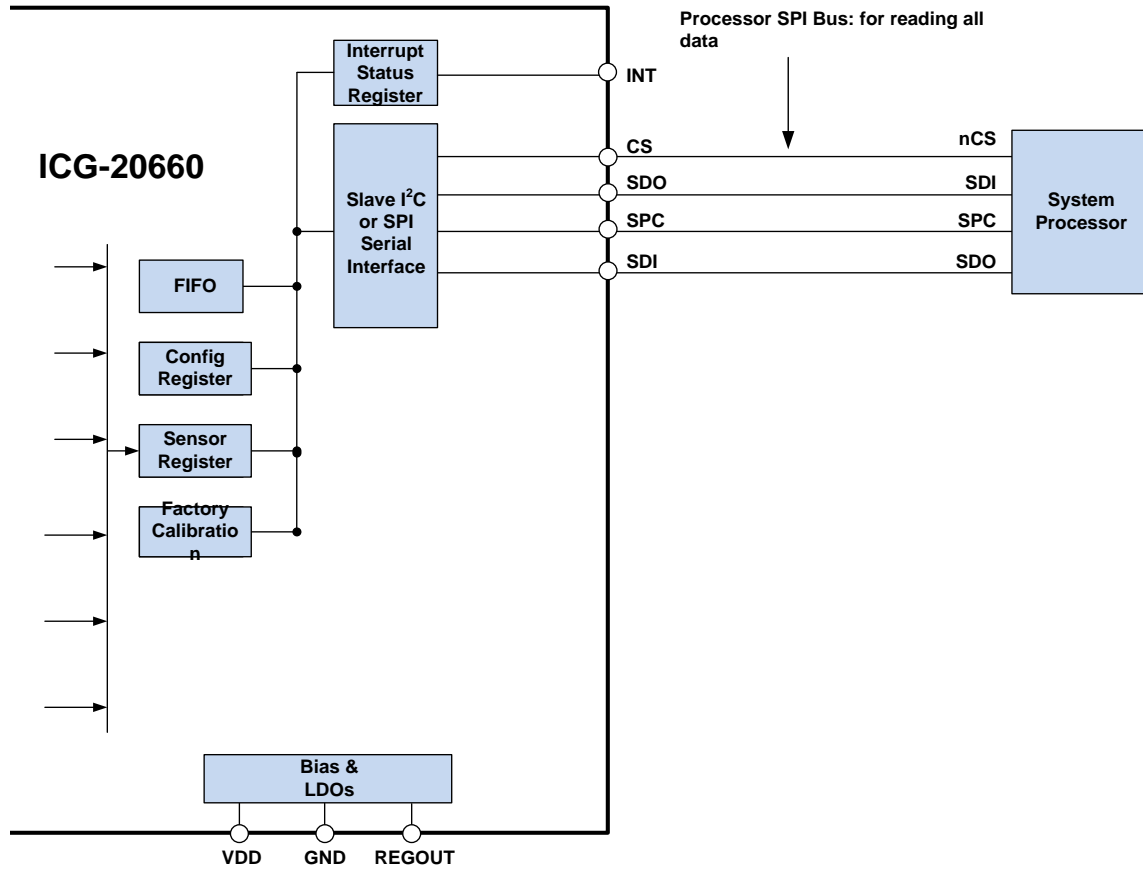 Processor SPI Bus: for reading all
data
Interrupt
Status
Register
INT
ICG-20660
Slave I²C
or SPI
Serial
Interface
CS
nCS
SDO
SDI
SPC
SPC
SDI
SDO
System
Processor
FIFO
Config
Register
Sensor
Register
Factory
Calibratio
n
Bias &
LDOs
VDD
GND
REGOUT